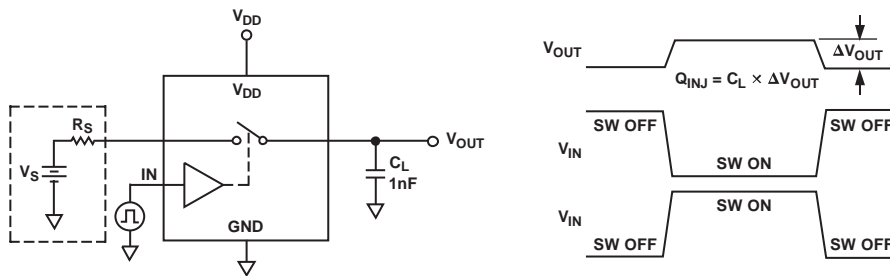 VDD
VDD
RS
VS
IN
GND
VOUT
CL
1nF
VOUT
ΔVOUT
QINJ = CL × ΔVOUT
SW OFF
SW OFF
VIN
SW ON
SW ON
VIN
SW OFF
SW OFF